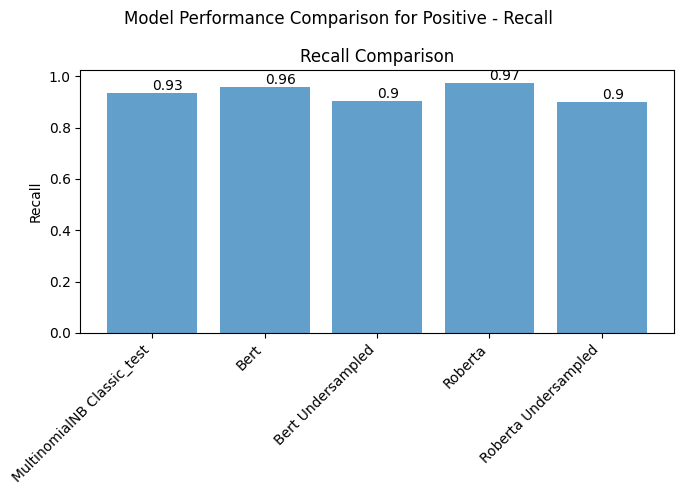 Model Performance Comparison for Positive - Recall
Recall Comparison
Recall
1.0
0.8
0.6
0.4
0.2
0.0
0.93
0.96
0.9
0.97
0.9
MultinomialNB Classic_test
Bert
Bert Undersampled
Roberta
Roberta Undersampled